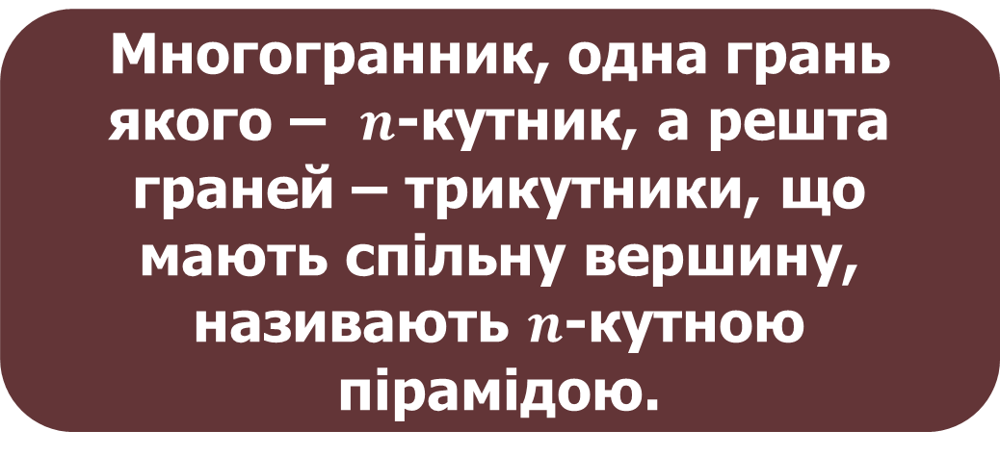 Многогранник, одна грань
якого – n-кутник, а решта
граней – трикутники, що
мають спільну вершину,
називають n-кутною
пірамідою.